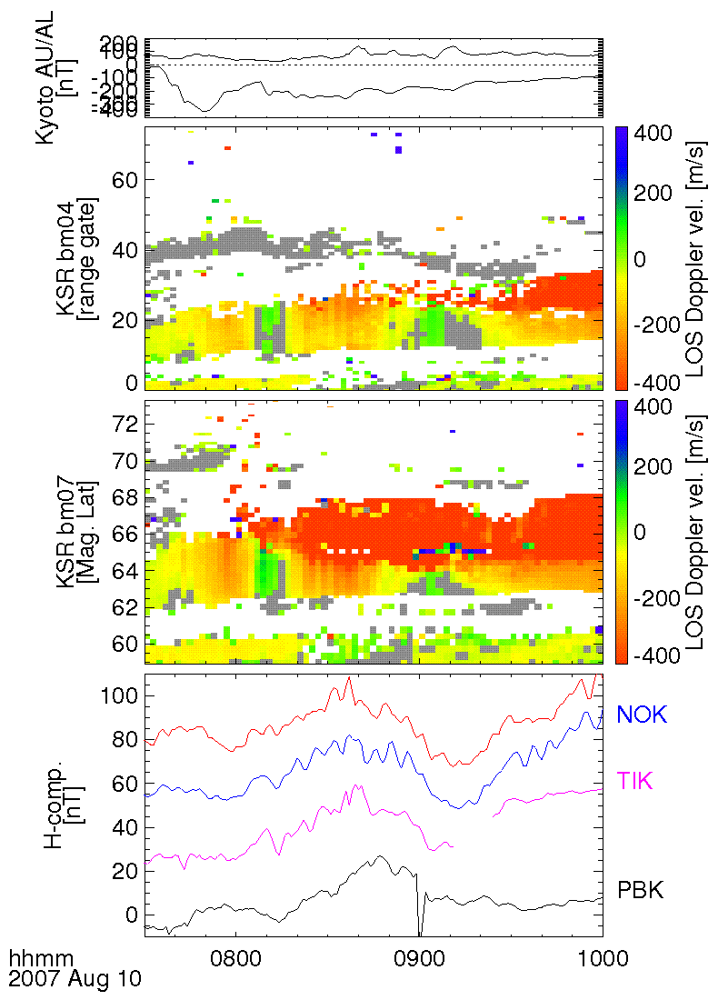 Kyoto AU/AL
[nT]
200
100
0
-100
-200
-300
-400
KSR bm04
[range gate]
60
40
20
0
400
200
0
-200
-400
LOS Doppler vel. [m/s]
KSR bm07
[Mag. Lat]
72
70
68
66
64
62
60
400
200
0
-200
-400
LOS Doppler vel. [m/s]
H-comp.
[nT]
100
80
60
40
20
0
NOK
TIK
PBK
hhmm
0800
0900
1000
2007 Aug 10